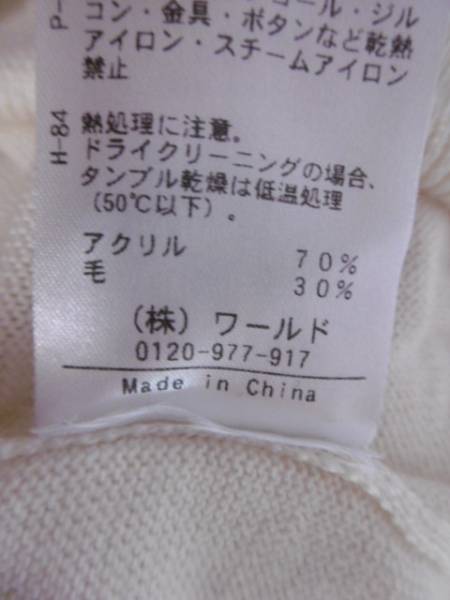 P-
ール・ジル
コン・金具・ボタンなど乾熱
アイロン・スチームアイロン
禁止
H-84
熱処理に注意。
ドライクリーニングの場合、
タンブル乾燥は低温処理
（50℃以下）。
アクリル 70%
毛 30%
（株）ワールド
0120-977-917
Made in China